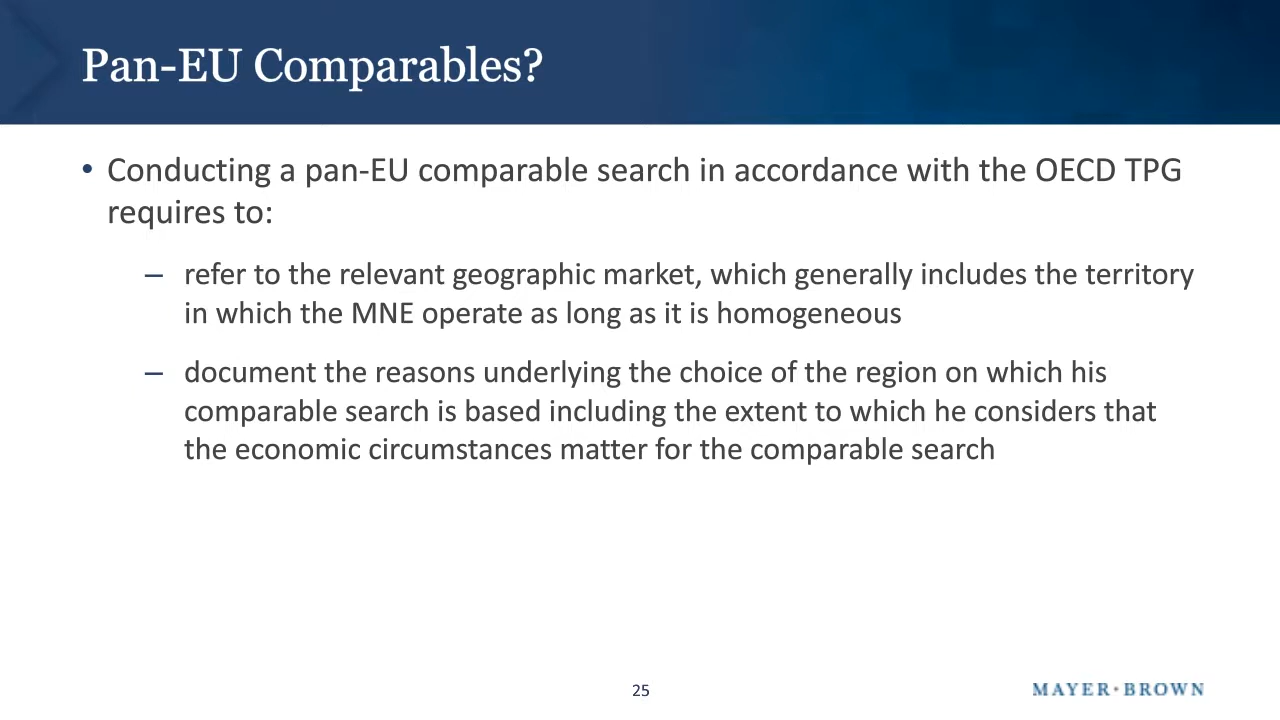 Pan-EU Comparables?
• Conducting a pan-EU comparable search in accordance with the OECD TPG
requires to:
– refer to the relevant geographic market, which generally includes the territory
in which the MNE operate as long as it is homogeneous
– document the reasons underlying the choice of the region on which his
comparable search is based including the extent to which he considers that
the economic circumstances matter for the comparable search
25
MAYER·BROWN